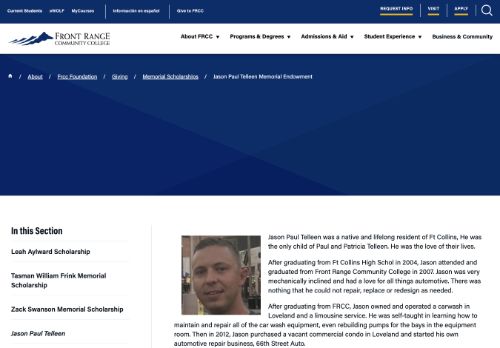 Current Students eWOLF MyCourses Información en español Give to FRCC REQUEST INFO VISIT APPLY
FRONT RANGE
COMMUNITY COLLEGE
About FRCC ▼ Programs & Degrees ▼ Admissions & Aid ▼ Student Experience ▼ Business & Community
/ About / Frcc Foundation / Giving / Memorial Scholarships / Jason Paul Telleen Memorial Endowment
In this Section
Leah Aylward Scholarship
Tasman William Frink Memorial
Scholarship
Zack Swanson Memorial Scholarship
Jason Paul Telleen
Jason Paul Telleen was a native and lifelong resident of Ft Collins, He was
the only child of Paul and Patricia Telleen. He was the love of their lives.
After graduating from Ft Collins High Schol in 2004, Jason attended and
graduated from Front Range Community College in 2007. Jason was very
mechanically inclined and had a love for all things automotive. There was
nothing that he could not repair, replace or redesign as needed.
After graduating from FRCC, Jason owned and operated a carwash in
Loveland and a limousine service. He was self-taught in learning how to
maintain and repair all of the car wash equipment, even rebuilding pumps for the bays in the equipment
room. Then in 2012, Jason purchased a vacant commercial condo in Loveland and started his own
automotive repair business, 66th Street Auto.